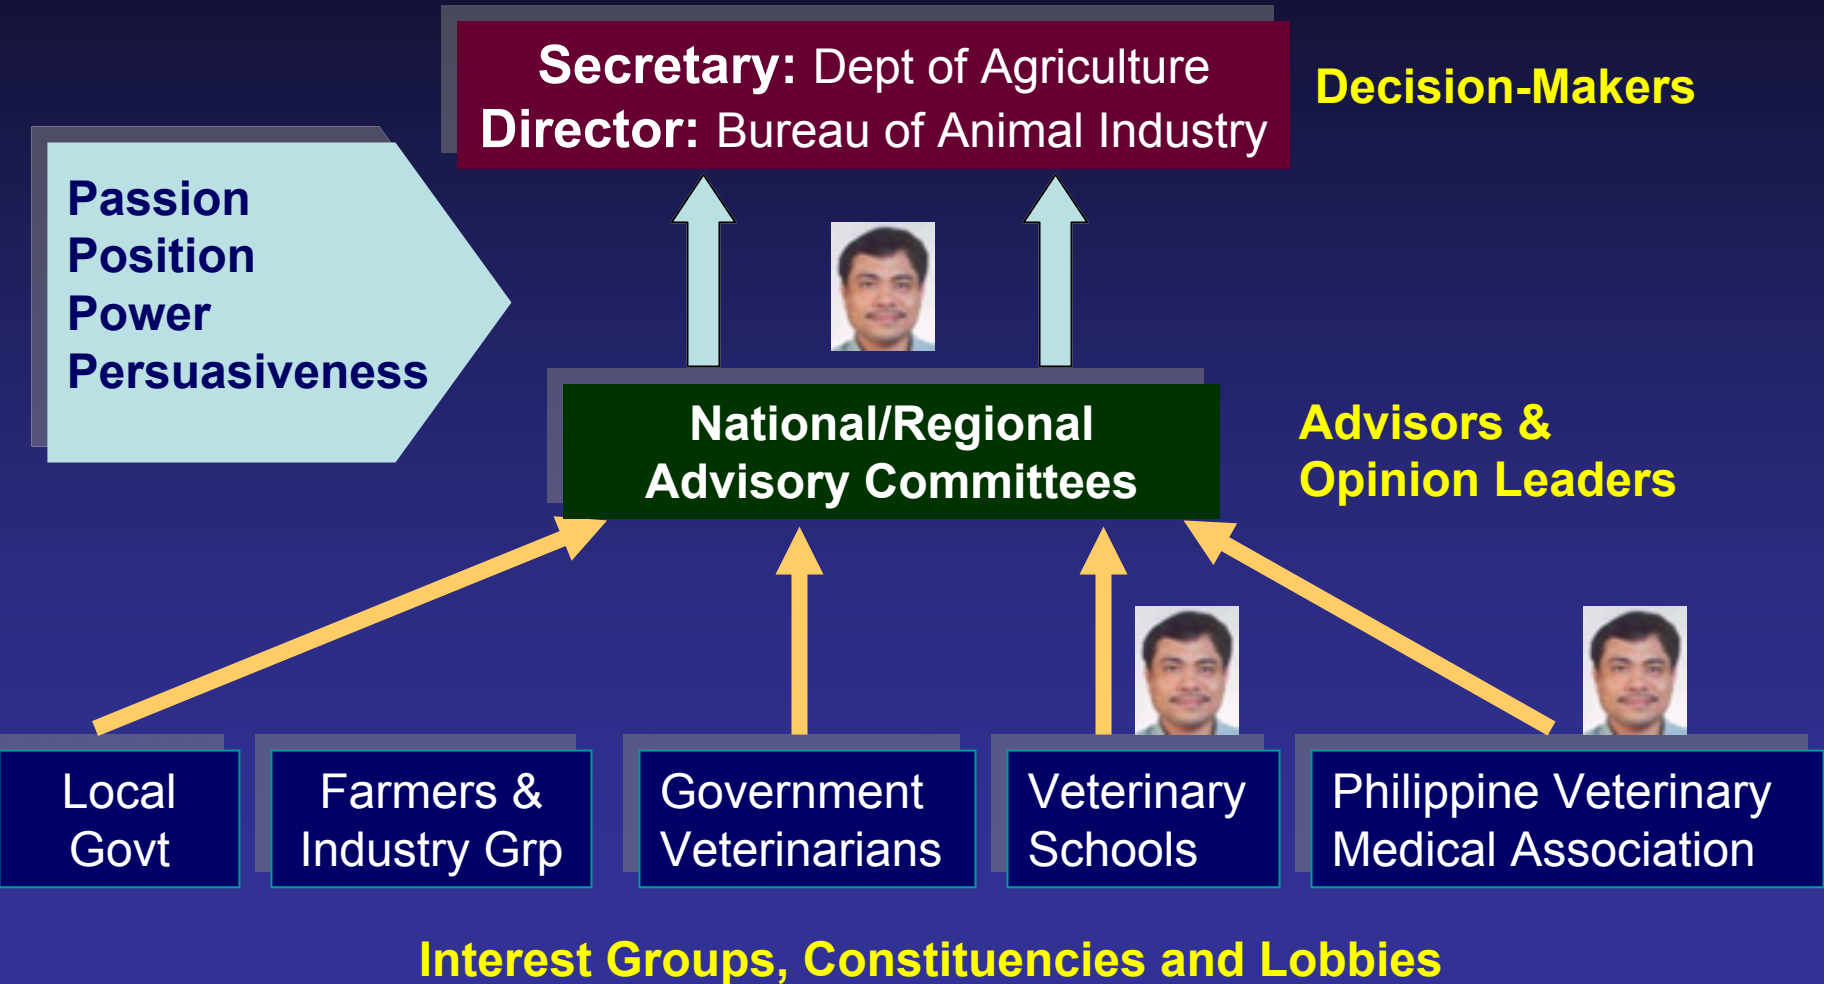 Secretary: Dept of Agriculture
Director: Bureau of Animal Industry
Decision-Makers
Passion
Position
Power
Persuasiveness
National/Regional
Advisory Committees
Advisors &
Opinion Leaders
Local
Govt
Farmers &
Industry Grp
Government
Veterinarians
Veterinary
Schools
Philippine Veterinary
Medical Association
Interest Groups, Constituencies and Lobbies